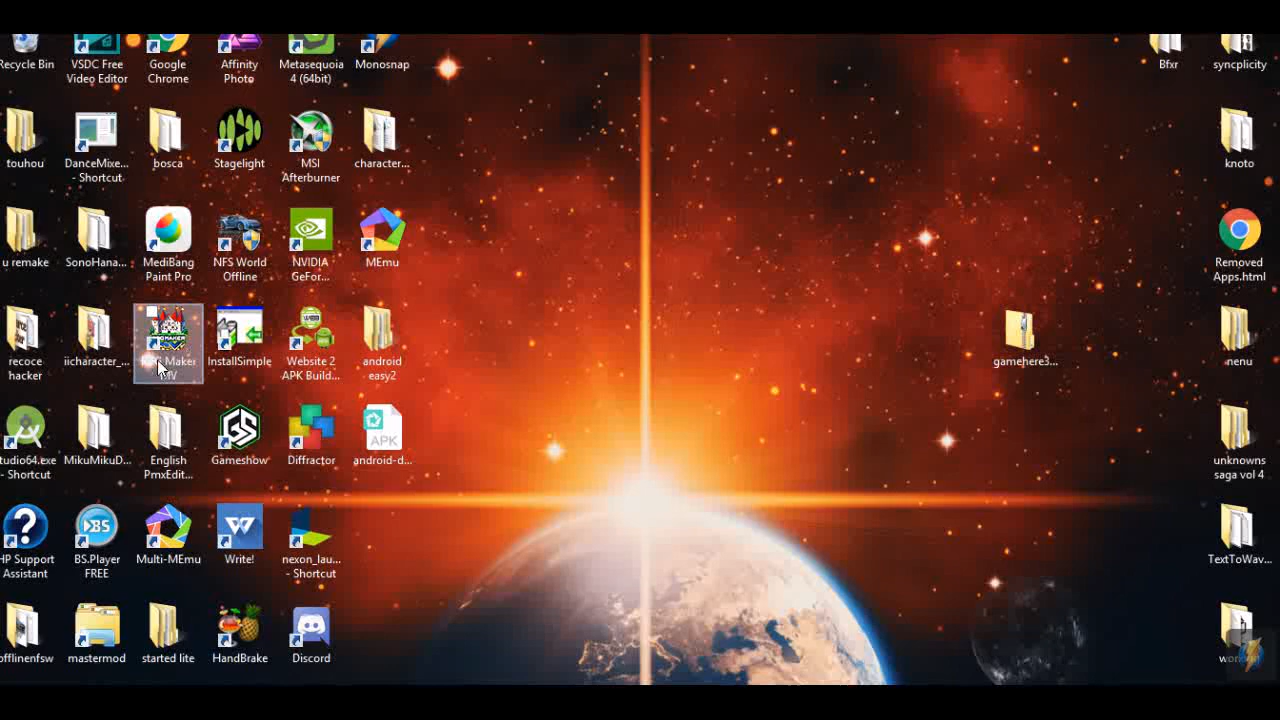 Recycle Bin
VSDC Free
Video Editor
Google
Chrome
Affinity
Photo
Metasequoia
4 (64bit)
Monosnap
Bfxr
syncplicity
touhou
DanceMixe...
- Shortcut
bosca
Stagelight
MSI
Afterburner
character...
knoto
u remake
SonoHana...
MediBang
Paint Pro
NFS World
Offline
NVIDIA
GeFor...
MEmu
Removed
Apps.html
recoce
hacker
iicharacter_...
Maker
MV
InstallSimple
WEB
Website 2
APK Build...
android
easy2
gamehere3...
nenu
tudio64.exe
- Shortcut
MikuMikuD...
English
PmxEdit...
GS
Gameshow
Diffractor
APK
android-d...
unknowns
saga vol 4
HP Support
Assistant
BS
BS.Player
FREE
Multi-MEmu
Write!
nexon_lau...
- Shortcut
TextToWav...
offlinenfsw
mastermod
started lite
HandBrake
Discord